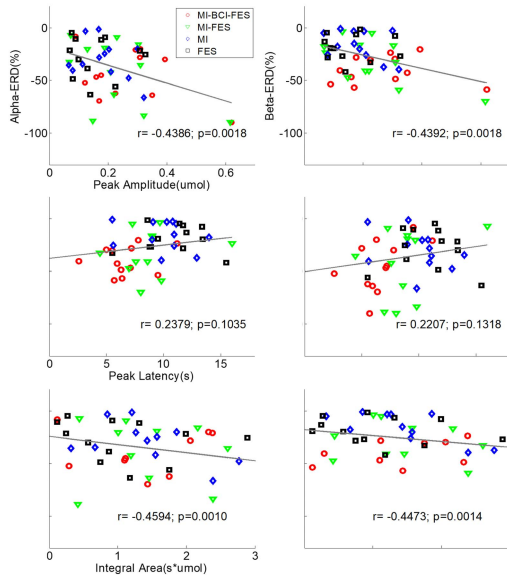 MI-BCI-FES
MI-FES
MI
FES
0
-50
-100
Alpha-ERD(%)
r= -0.4386; p=0.0018
0 0.2 0.4 0.6
Peak Amplitude(umol)
0
-50
-100
Beta-ERD(%)
r= -0.4392; p=0.0018
r= 0.2379; p=0.1035
0 5 10 15
Peak Latency(s)
r= 0.2207; p=0.1318
r= -0.4594; p=0.0010
0 1 2 3
Integral Area(s*umol)
r= -0.4473; p=0.0014